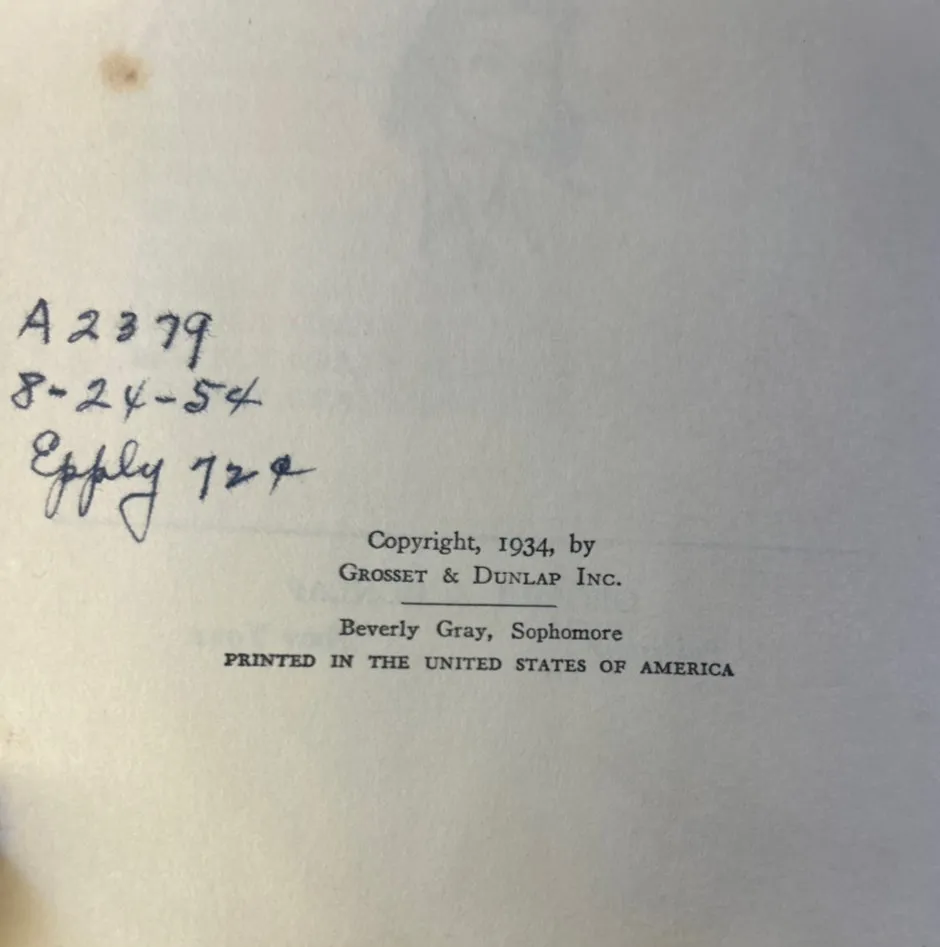 A2379
8-24-54
Epply 72¢
Copyright, 1934, by
GROSSET & DUNLAP INC.
Beverly Gray, Sophomore
PRINTED IN THE UNITED STATES OF AMERICA